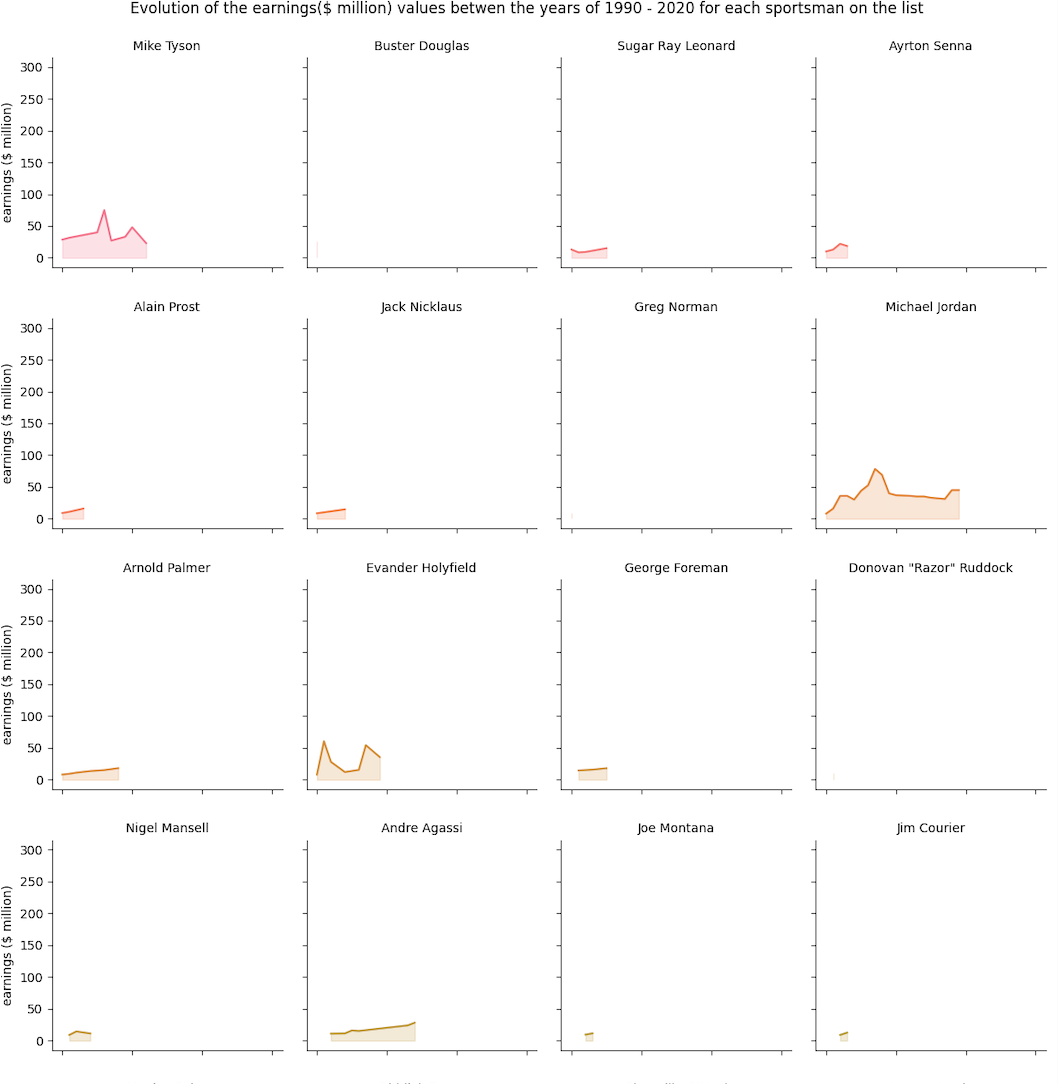 Evolution of the earnings($ million) values betwen the years of 1990 - 2020 for each sportsman on the list
Mike Tyson
Buster Douglas
Sugar Ray Leonard
Ayrton Senna
300
250
200
150
100
50
0
earnings ($ million)
Alain Prost
Jack Nicklaus
Greg Norman
Michael Jordan
300
250
200
150
100
50
0
earnings ($ million)
Arnold Palmer
Evander Holyfield
George Foreman
Donovan "Razor" Ruddock
300
250
200
150
100
50
0
earnings ($ million)
Nigel Mansell
Andre Agassi
Joe Montana
Jim Courier
300
250
200
150
100
50
0
earnings ($ million)